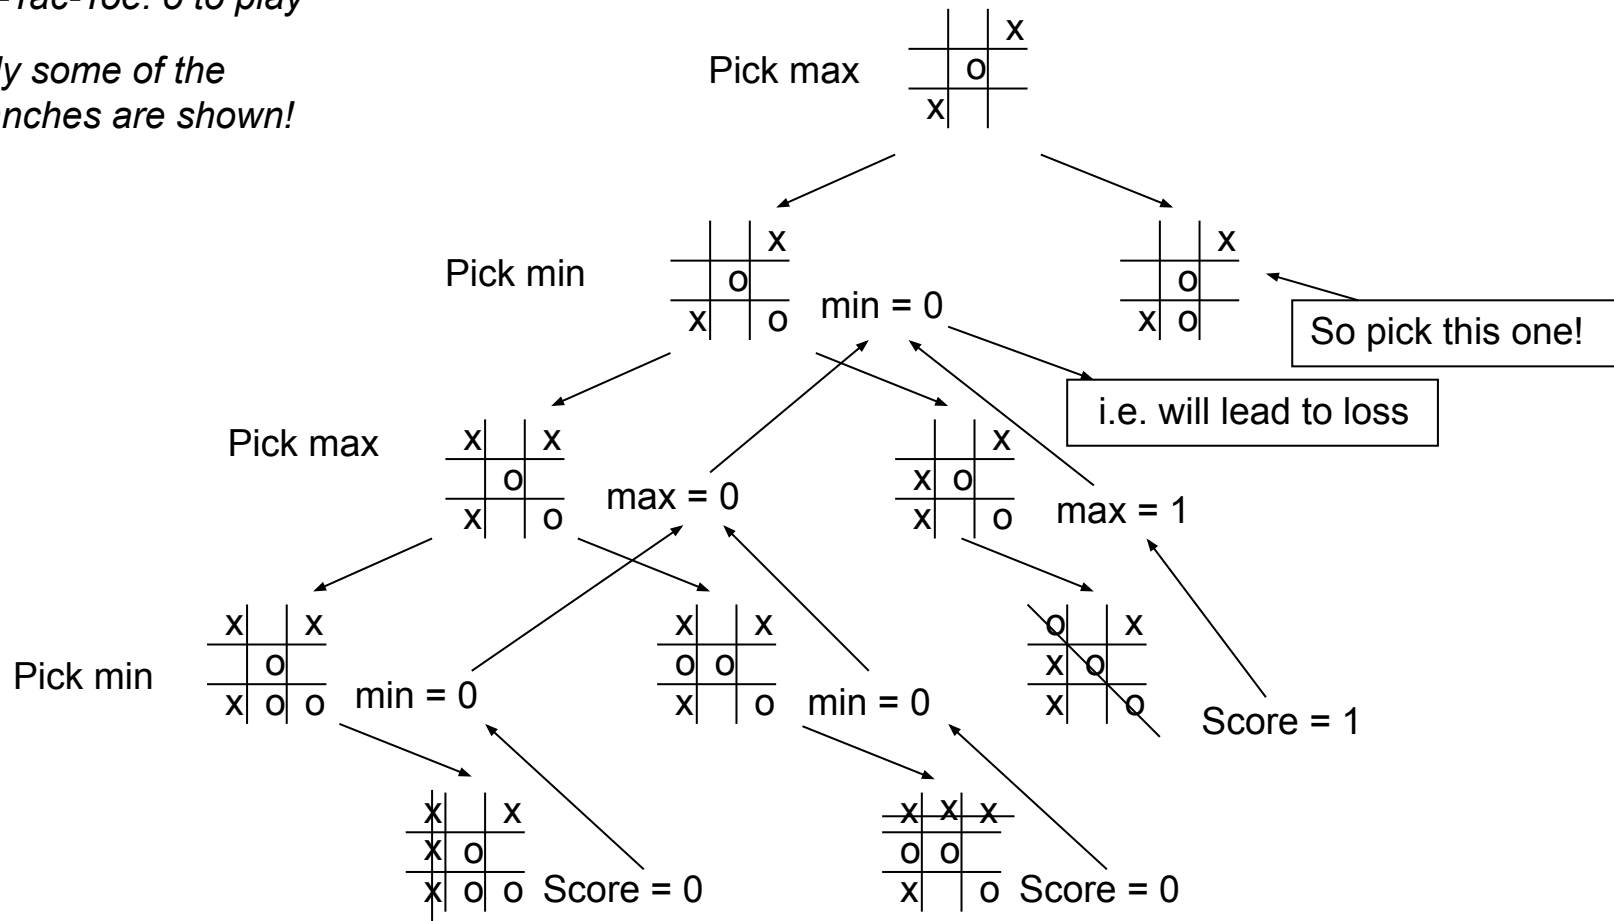 -Tac-Toe: o to play
y some of the
nches are shown!
Pick max
x
o
x
Pick min
x
o
x o
min = 0
x
o
x o
So pick this one!
i.e. will lead to loss
Pick max
x x
o
x o
max = 0
x
x o
x o
max = 1
Pick min
x x
o
x o o
min = 0
x x
o o
x o
min = 0
o x
x o
x o
Score = 1
x x
x o
x o o
Score = 0
x x x
o o
x o
Score = 0